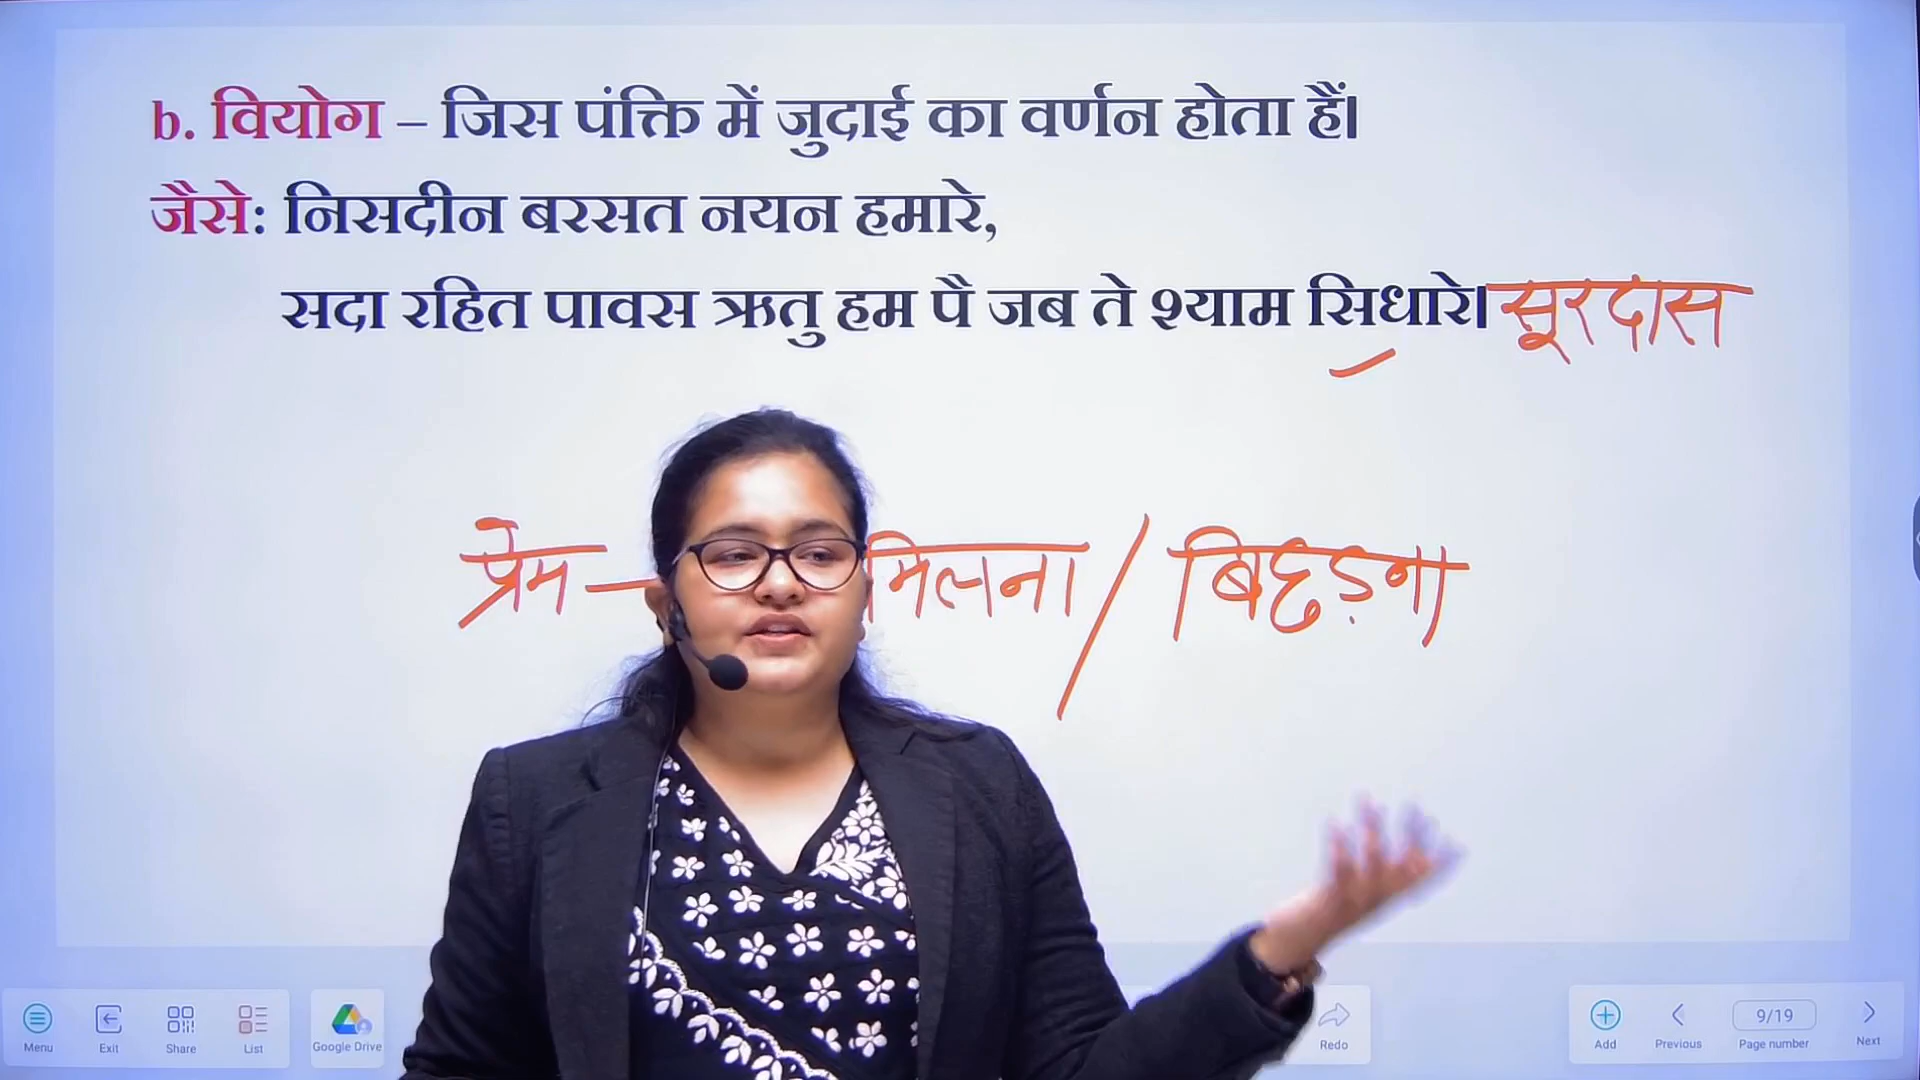 b. वियोग – जिस पंक्ति में जुदाई का वर्णन होता हैं।
जैसे: निसदीन बरसत नयन हमारे,
सदा रहित पावस ऋतु हम पै जब ते श्याम सिधारे। सूरदास
प्रेम – मिलना / बिछड़ना
Menu Exit Share List Google Drive Redo Add Previous 9/19 Page number Next